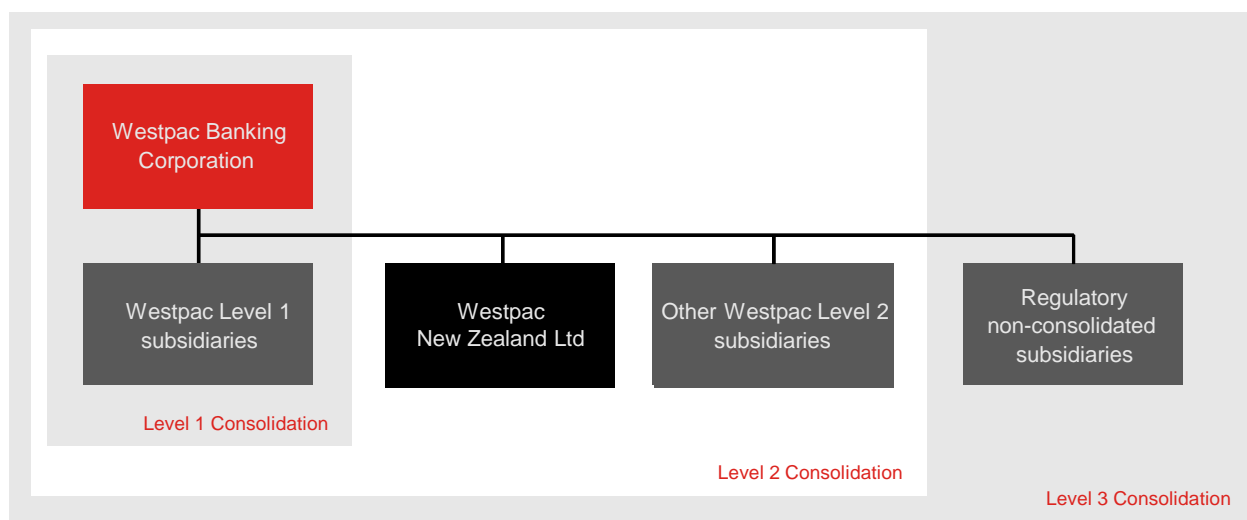 Westpac Banking
Corporation
Westpac Level 1
subsidiaries
Westpac
New Zealand Ltd
Other Westpac Level 2
subsidiaries
Regulatory
non-consolidated
subsidiaries
Level 1 Consolidation
Level 2 Consolidation
Level 3 Consolidation